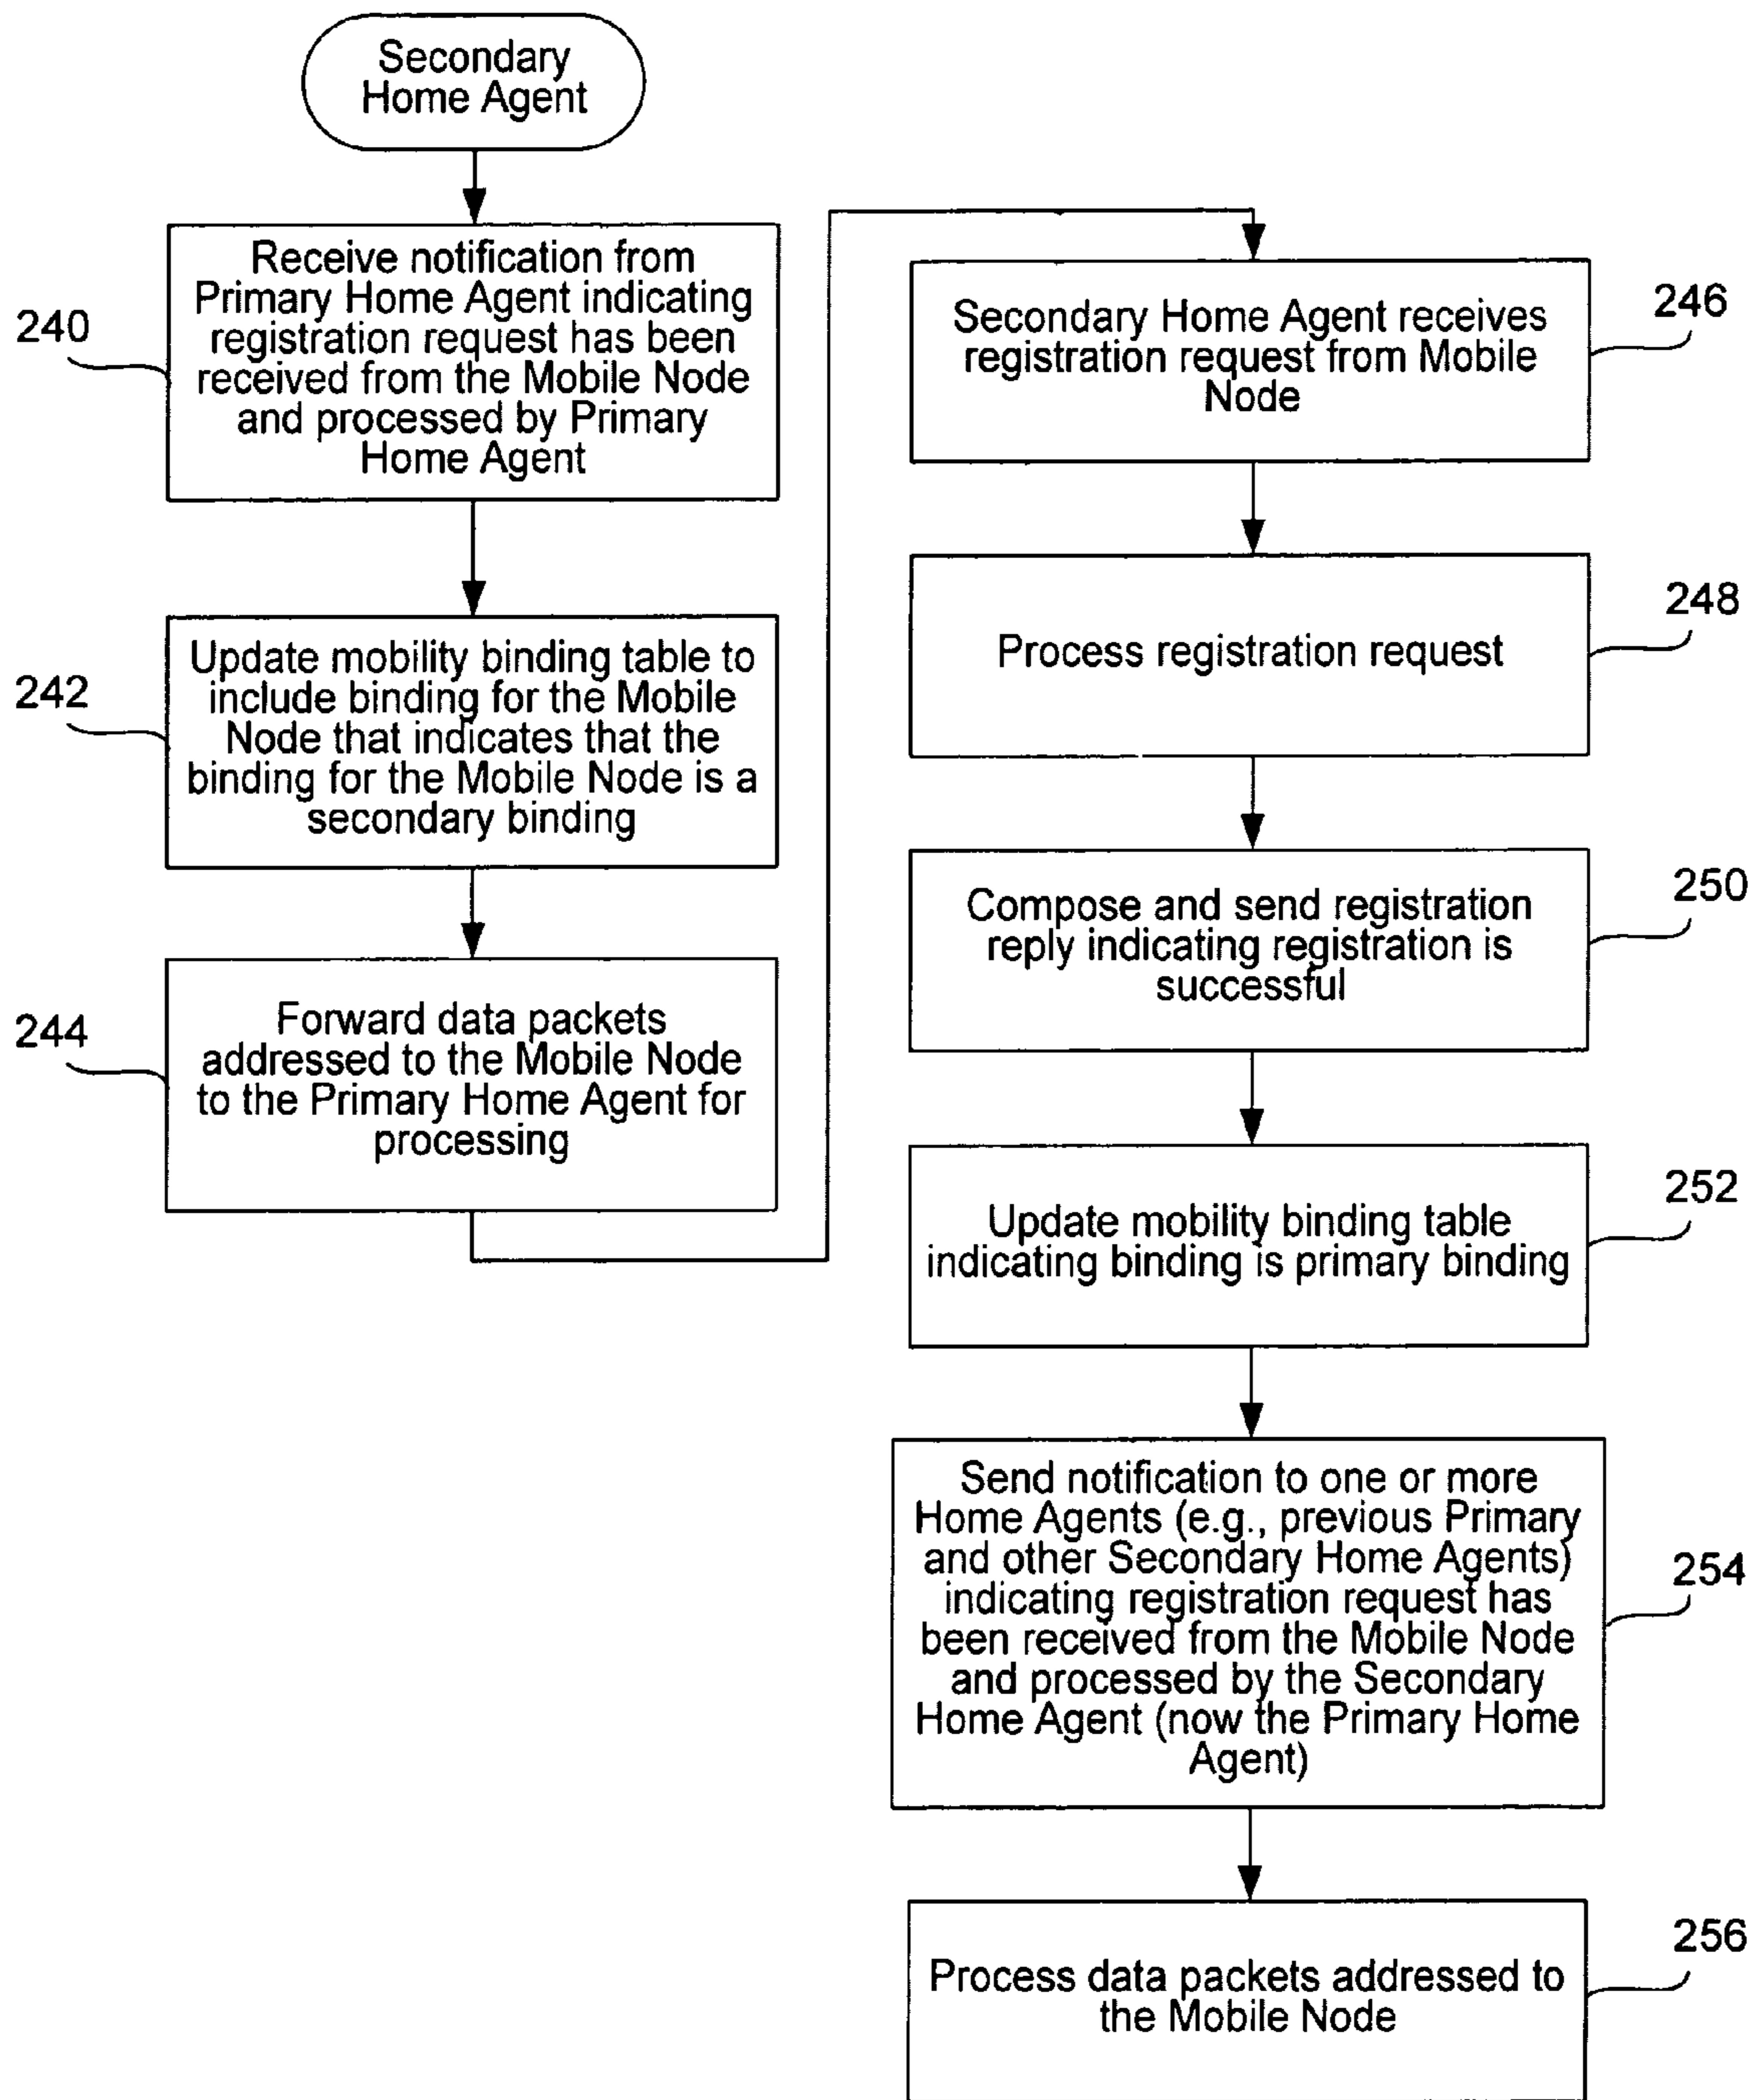 Secondary
Home Agent
240
Receive notification from
Primary Home Agent indicating
registration request has been
received from the Mobile Node
and processed by Primary
Home Agent
242
Update mobility binding table to
include binding for the Mobile
Node that indicates that the
binding for the Mobile Node is a
secondary binding
244
Forward data packets
addressed to the Mobile Node
to the Primary Home Agent for
processing
246
Secondary Home Agent receives
registration request from Mobile
Node
248
Process registration request
250
Compose and send registration
reply indicating registration is
successful
252
Update mobility binding table
indicating binding is primary binding
254
Send notification to one or more
Home Agents (e.g., previous Primary
and other Secondary Home Agents)
indicating registration request has
been received from the Mobile Node
and processed by the Secondary
Home Agent (now the Primary Home
Agent)
256
Process data packets addressed to
the Mobile Node